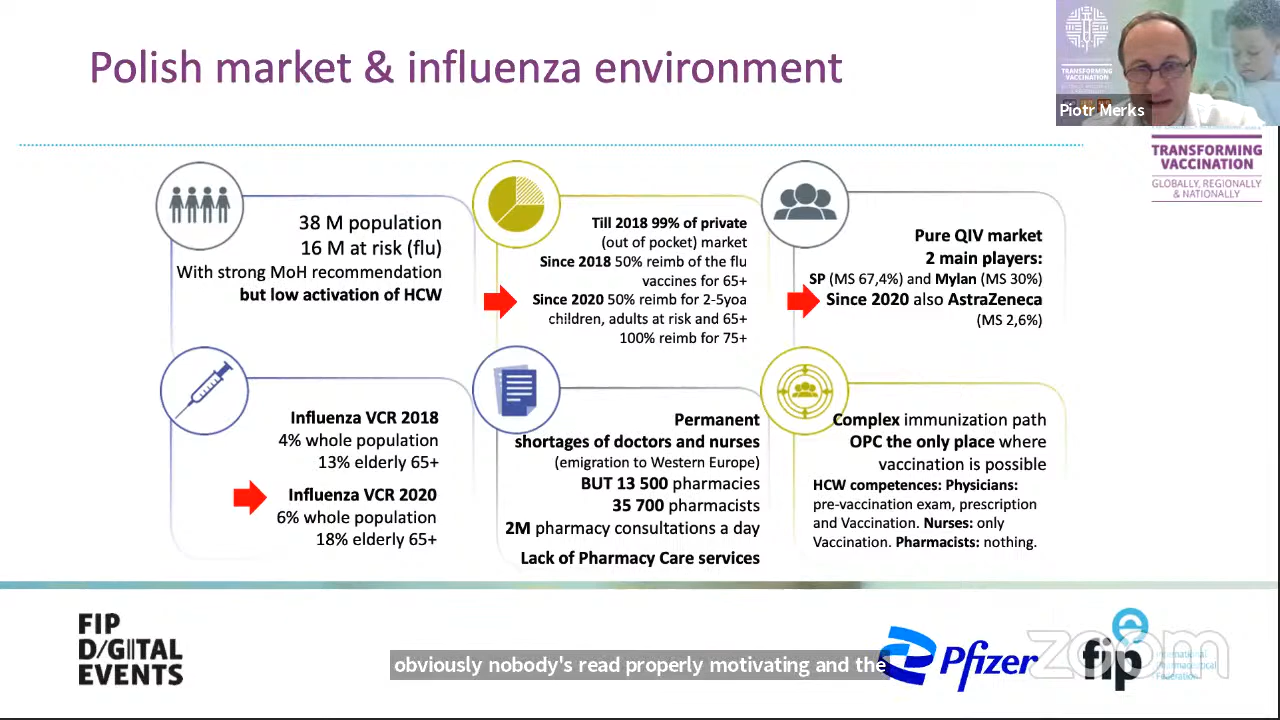 Polish market & influenza environment
TRANSFORMING
VACCINATION
Piotr Merks
TRANSFORMING
VACCINATION
GLOBALLY, REGIONALLY
& NATIONALLY
38 M population
16 M at risk (flu)
With strong MoH recommendation
but low activation of HCW
Till 2018 99% of private
(out of pocket) market
Since 2018 50% reimb of the flu
vaccines for 65+
Since 2020 50% reimb for 2-5yoa
children, adults at risk and 65+
100% reimb for 75+
Pure QIV market
2 main players:
SP (MS 67,4%) and Mylan (MS 30%)
Since 2020 also AstraZeneca
(MS 2,6%)
Influenza VCR 2018
4% whole population
13% elderly 65+
Influenza VCR 2020
6% whole population
18% elderly 65+
Permanent
shortages of doctors and nurses
(emigration to Western Europe)
BUT 13 500 pharmacies
35 700 pharmacists
2M pharmacy consultations a day
Lack of Pharmacy Care services
Complex immunization path
OPC the only place where
vaccination is possible
HCW competences: Physicians:
pre-vaccination exam, prescription
and Vaccination. Nurses: only
Vaccination. Pharmacists: nothing.
FIP
D/GITAL
EVENTS
obviously nobody's read properly motivating and the
Pfizer
fip
International
Pharmaceutical
Federation
zoom